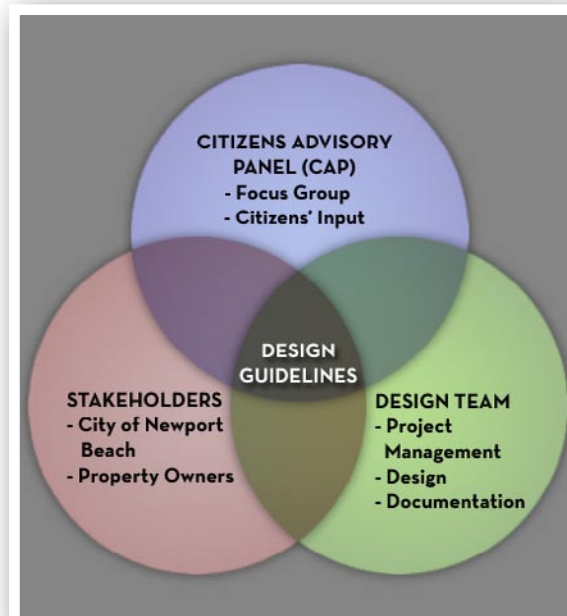 CITIZENS ADVISORY
PANEL (CAP)
- Focus Group
- Citizens' Input
DESIGN
GUIDELINES
STAKEHOLDERS
- City of Newport
Beach
- Property Owners
DESIGN TEAM
- Project
Management
- Design
- Documentation